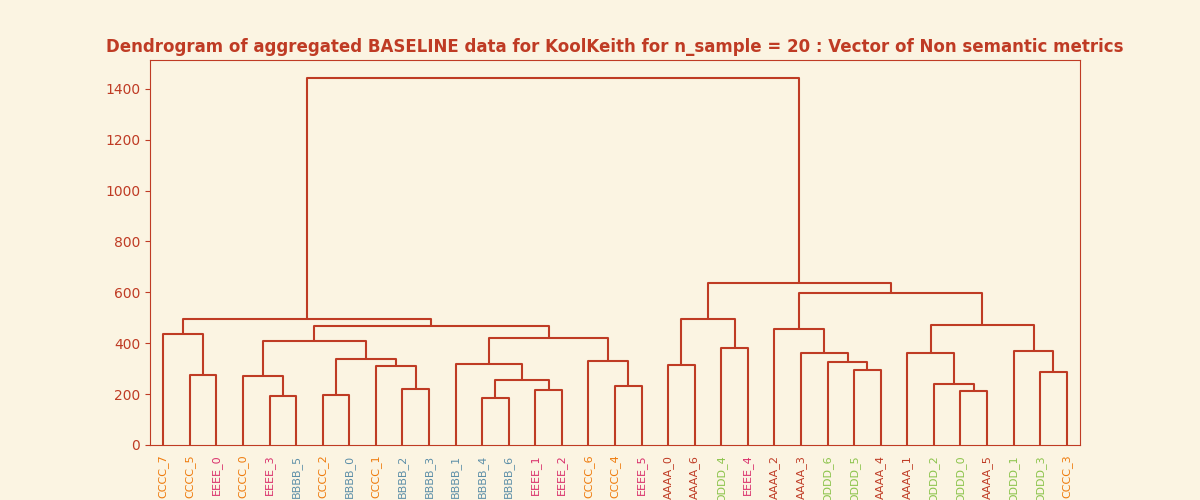 Dendrogram of aggregated BASELINE data for KoolKeith for n_sample = 20 : Vector of Non semantic metrics
1400
1200
1000
800
600
400
200
0
CCCC_7
CCCC_5
EEEE_0
CCCC_0
EEEE_3
BBBB_5
CCCC_2
BBBB_0
CCCC_1
BBBB_2
BBBB_3
BBBB_1
BBBB_4
BBBB_6
EEEE_1
EEEE_2
CCCC_6
CCCC_4
EEEE_5
AAAA_0
AAAA_6
DDDD_4
EEEE_4
AAAA_2
AAAA_3
DDDD_6
DDDD_5
AAAA_4
AAAA_1
DDDD_2
DDDD_0
AAAA_5
DDDD_1
DDDD_3
CCCC_3